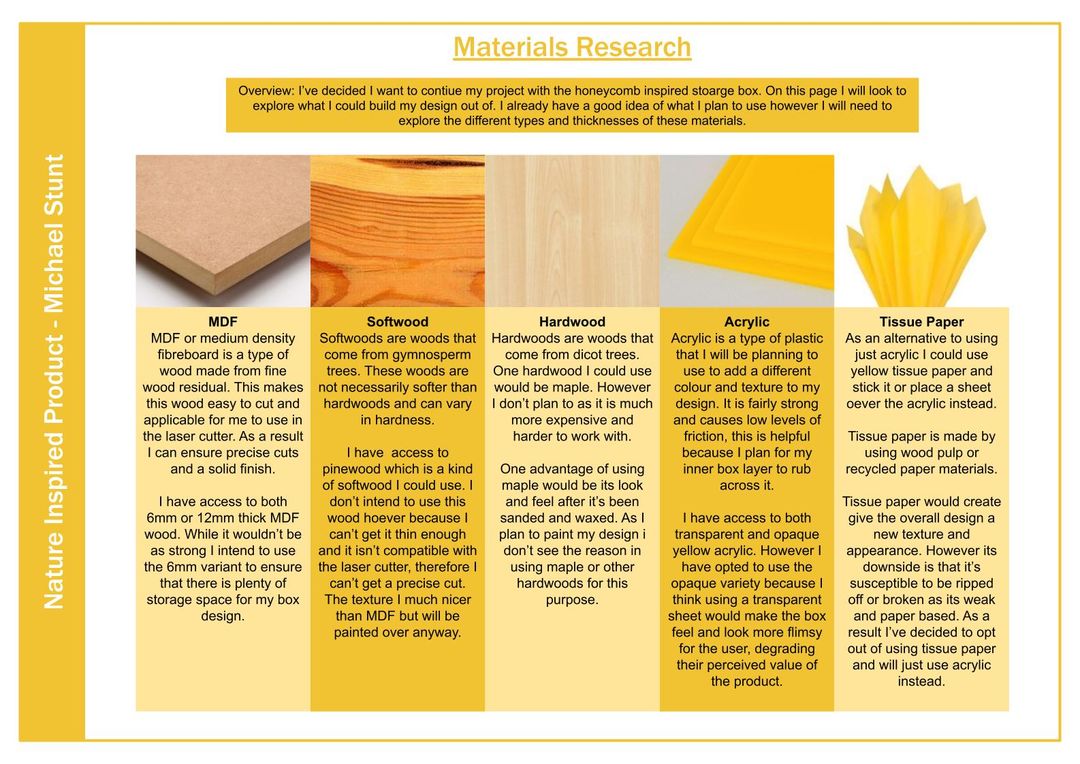 Nature Inspired Product - Michael Stunt
Materials Research
Overview: I've decided I want to contiue my project with the honeycomb inspired stoarge box. On this page I will look to
explore what I could build my design out of. I already have a good idea of what I plan to use however I will need to
explore the different types and thicknesses of these materials.
MDF
MDF or medium density
fibreboard is a type of
wood made from fine
wood residual. This makes
this wood easy to cut and
applicable for me to use in
the laser cutter. As a result
I can ensure precise cuts
and a solid finish.
I have access to both
6mm or 12mm thick MDF
wood. While it wouldn't be
as strong I intend to use
the 6mm variant to ensure
that there is plenty of
storage space for my box
design.
Softwood
Softwoods are woods that
come from gymnosperm
trees. These woods are
not necessarily softer than
hardwoods and can vary
in hardness.
I have access to
pinewood which is a kind
of softwood I could use. I
don't intend to use this
wood hoever because I
can't get it thin enough
and it isn't compatible with
the laser cutter, therefore I
can't get a precise cut.
The texture I much nicer
than MDF but will be
painted over anyway.
Hardwood
Hardwoods are woods that
come from dicot trees.
One hardwood I could use
would be maple. However
I don't plan to as it is much
more expensive and
harder to work with.
One advantage of using
maple would be its look
and feel after it's been
sanded and waxed. As I
plan to paint my design i
don't see the reason in
using maple or other
hardwoods for this
purpose.
Acrylic
Acrylic is a type of plastic
that I will be planning to
use to add a different
colour and texture to my
design. It is fairly strong
and causes low levels of
friction, this is helpful
because I plan for my
inner box layer to rub
across it.
I have access to both
transparent and opaque
yellow acrylic. However I
have opted to use the
opaque variety because I
think using a transparent
sheet would make the box
feel and look more flimsy
for the user, degrading
their perceived value of
the product.
Tissue Paper
As an alternative to using
just acrylic I could use
yellow tissue paper and
stick it or place a sheet
oever the acrylic instead.
Tissue paper is made by
using wood pulp or
recycled paper materials.
Tissue paper would create
give the overall design a
new texture and
appearance. However its
downside is that it's
susceptible to be ripped
off or broken as its weak
and paper based. As a
result I've decided to opt
out of using tissue paper
and will just use acrylic
instead.